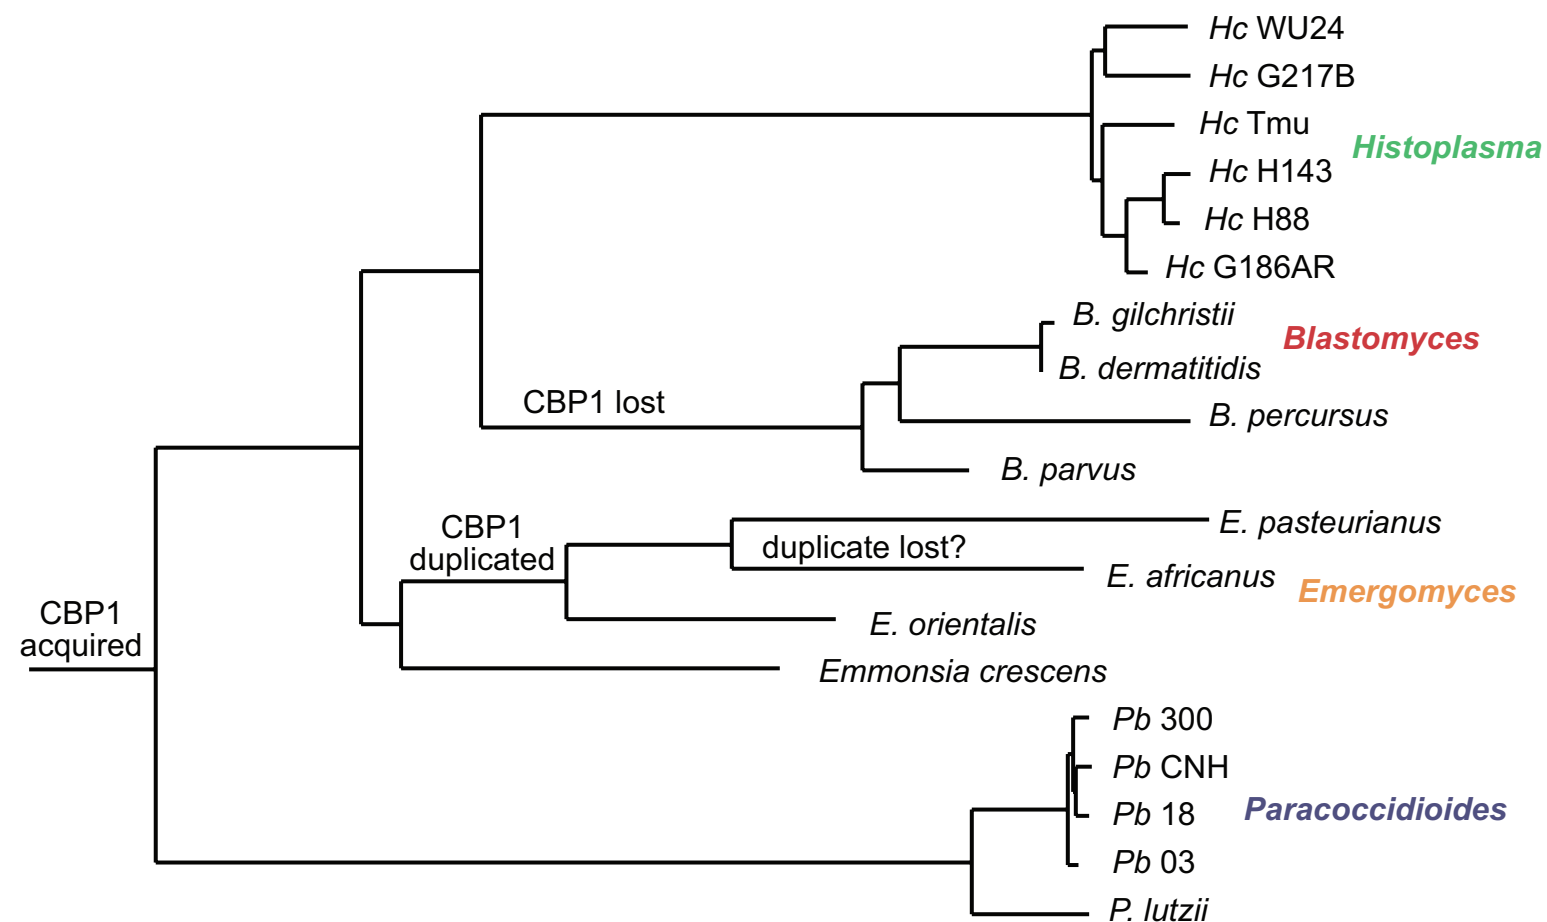 Hc WU24
Hc G217B
Hc Tmu
Histoplasma
Hc H143
Hc H88
Hc G186AR
B. gilchristii
Blastomyces
B. dermatitidis
CBP1 lost
B. percursus
B. parvus
CBP1
duplicated
E. pasteurianus
duplicate lost?
E. africanus
Emergomyces
CBP1
acquired
E. orientalis
Emmonsia crescens
Pb 300
Pb CNH
Pb 18
Paracoccidioides
Pb 03
P. lutzii